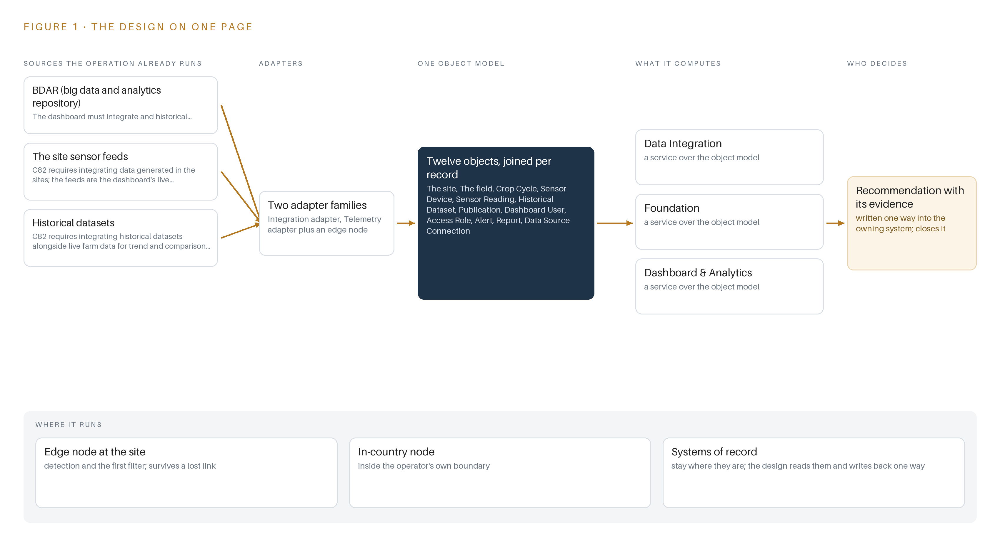 FIGURE 1 · THE DESIGN ON ONE PAGE
SOURCES THE OPERATION ALREADY RUNS
BDAR (big data and analytics
repository)
The dashboard must integrate and historical...
The site sensor feeds
C82 requires integrating data generated in the
sites; the feeds are the dashboard's live...
Historical datasets
C82 requires integrating historical datasets
alongside live farm data for trend and comparison...
ADAPTERS
Two adapter families
Integration adapter, Telemetry
adapter plus an edge node
ONE OBJECT MODEL
Twelve objects, joined per
record
The site, The field, Crop Cycle, Sensor
Device, Sensor Reading, Historical
Dataset, Publication, Dashboard User,
Access Role, Alert, Report, Data Source
Connection
WHAT IT COMPUTES
Data Integration
a service over the object model
Foundation
a service over the object model
Dashboard & Analytics
a service over the object model
WHO DECIDES
Recommendation with
its evidence
written one way into the
owning system; closes it
WHERE IT RUNS
Edge node at the site
detection and the first filter; survives a lost link
In-country node
inside the operator's own boundary
Systems of record
stay where they are; the design reads them and writes back one way